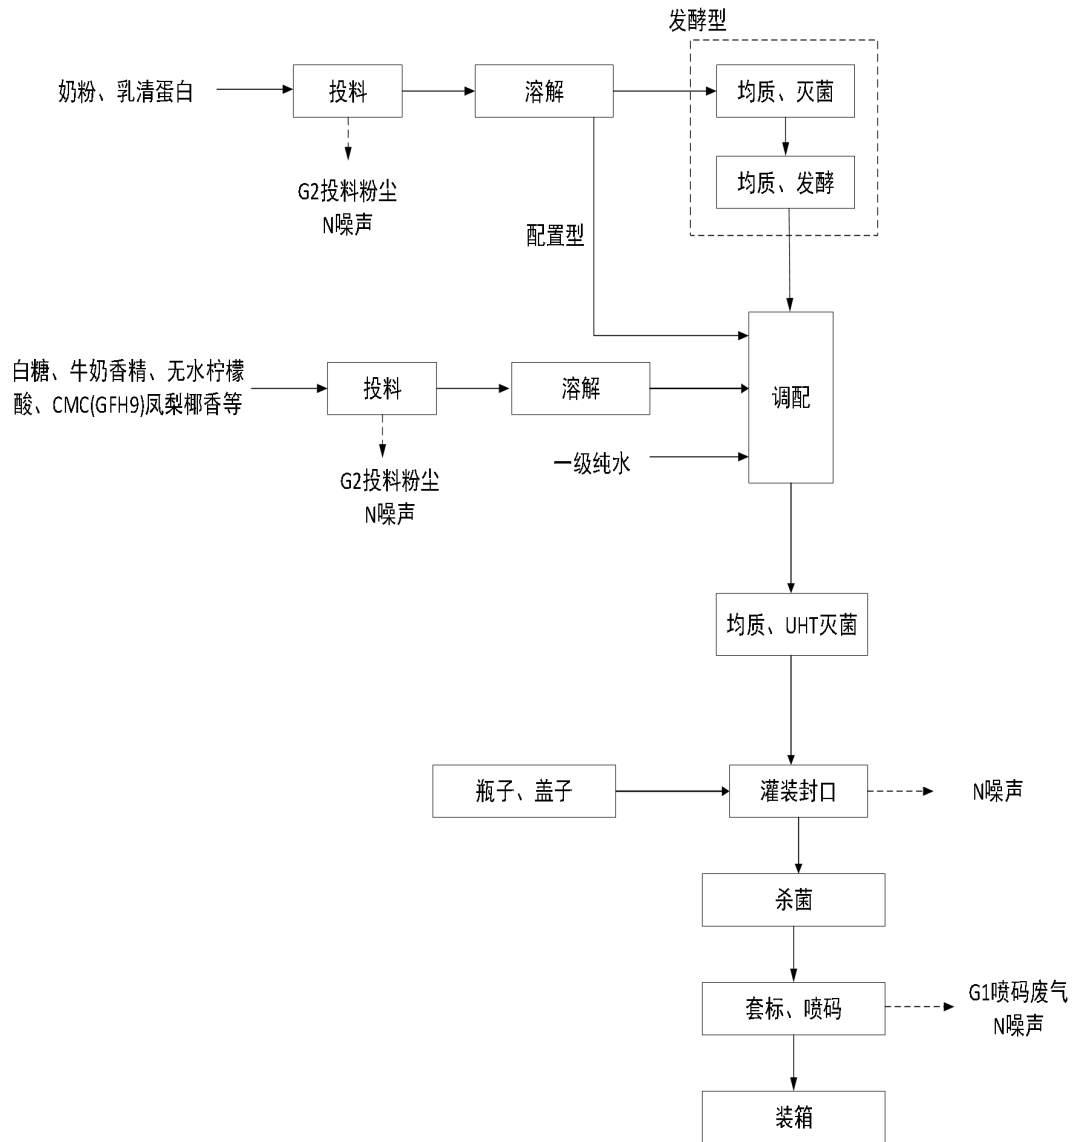 发酵型
奶粉、乳清蛋白
投料
溶解
均质、灭菌
G2投料粉尘
N噪声
均质、发酵
配置型
白糖、牛奶香精、无水柠檬
酸、CMC(GFH9)凤梨椰香等
投料
溶解
调配
一级纯水
G2投料粉尘
N噪声
均质、UHT灭菌
瓶子、盖子
灌装封口
N噪声
杀菌
套标、喷码
G1喷码废气
N噪声
装箱